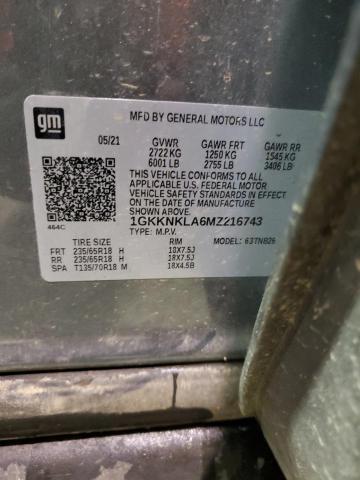 gm
MFD BY GENERAL MOTORS LLC
05/21 GVWR GAWR FRT GAWR RR
2722 KG 1250 KG 1545 KG
6001 LB 2755 LB 3406 LB
THIS VEHICLE CONFORMS TO ALL
APPLICABLE U.S. FEDERAL MOTOR
VEHICLE SAFETY STANDARDS IN EFFECT
ON THE DATE OF MANUFACTURE
SHOWN ABOVE.
1GKKNKLA6MZ216743
464C TYPE: M.P.V. MODEL: 63TNB26
TIRE SIZE RIM
FRT 235/65R18 H 18X7.5J
RR 235/65R18 H 18X7.5J
SPA T135/70R18 M 18X4.5B